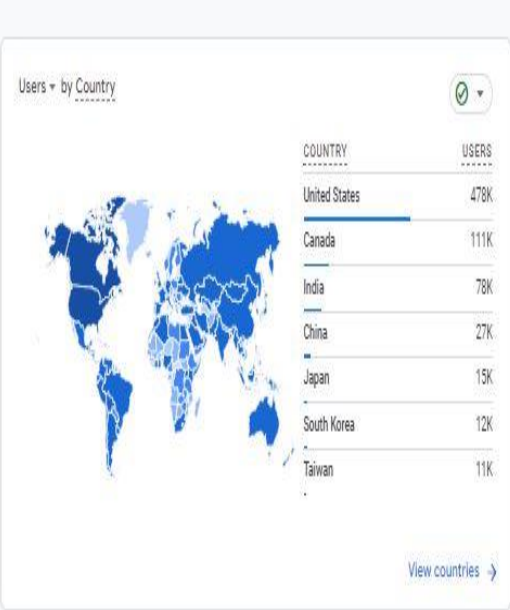 Users by Country
COUNTRY USERS
United States 478K
Canada 111K
India 78K
China 27K
Japan 15K
South Korea 12K
Taiwan 11K
View countries →